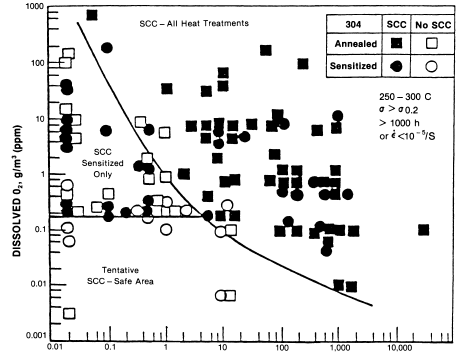 1000
100
10
1
0.1
0.01
0.001
DISSOLVED O2, g/m3 (ppm)
SCC – All Heat Treatments
304 SCC No SCC
Annealed
Sensitized
250 – 300 C
σ > σ0.2
> 1000 h
or ε̇ <10-5/S
SCC
Sensitized
Only
Tentative
SCC – Safe Area
0.01 0.1 1.0 10 100 1,000 10,000